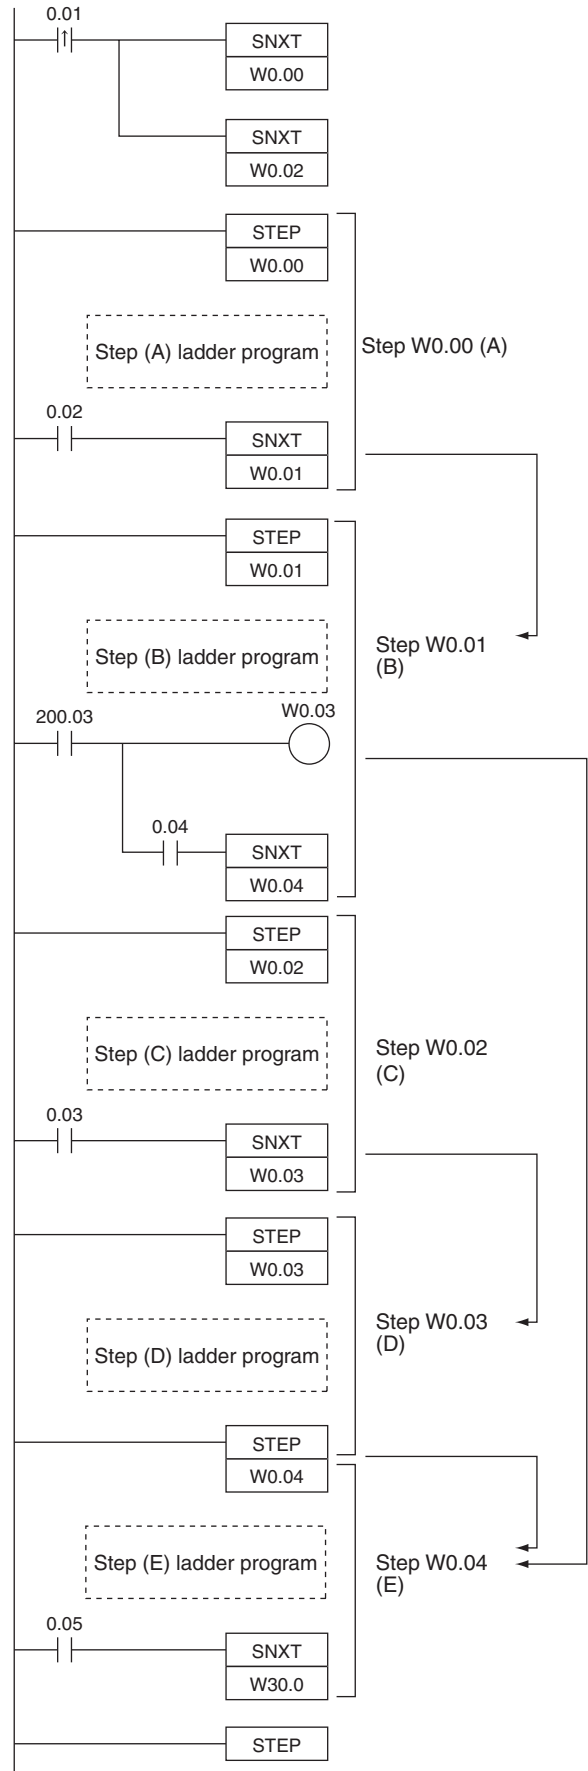 0.01
SNXT
W0.00
SNXT
W0.02
STEP
W0.00
Step (A) ladder program
Step W0.00 (A)
0.02
SNXT
W0.01
STEP
W0.01
Step (B) ladder program
Step W0.01
(B)
200.03
W0.03
0.04
SNXT
W0.04
STEP
W0.02
Step (C) ladder program
Step W0.02
(C)
0.03
SNXT
W0.03
STEP
W0.03
Step (D) ladder program
Step W0.03
(D)
STEP
W0.04
Step (E) ladder program
Step W0.04
(E)
0.05
SNXT
W30.0
STEP